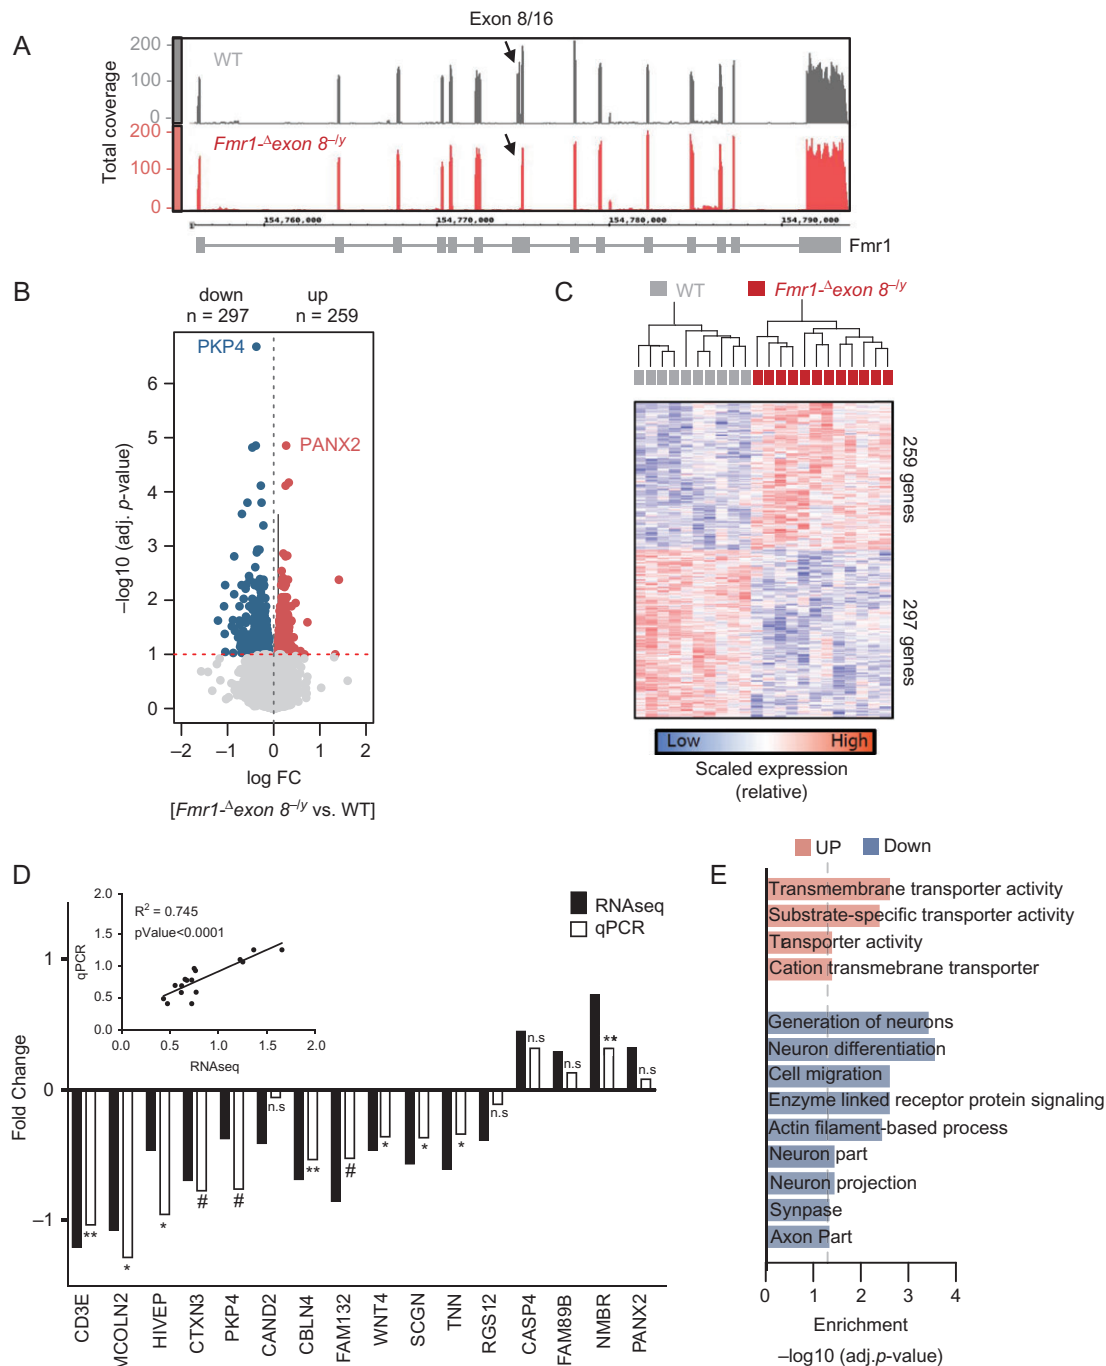 Exon 8/16
A
Total coverage
200
100
0
WT
200
100
0
Fmr1-Δexon 8–/y
154,760,000 154,770,000 154,780,000 154,790,000
Fmr1
B
down
n = 297
up
n = 259
PKP4
PANX2
–log10 (adj. p-value)
6
5
4
3
2
1
0
–2 –1 0 1 2
log FC
[Fmr1-Δexon 8–/y vs. WT]
C
WT
Fmr1-Δexon 8–/y
259 genes
297 genes
Low High
Scaled expression
(relative)
D
R2 = 0.745
pValue<0.0001
qPCR
2.0
1.5
1.0
0.5
0.0
0.0 0.5 1.0 1.5 2.0
RNAseq
RNAseq
qPCR
Fold Change
1
0
–1
** * * # # n.s ** # * * * n.s n.s n.s ** n.s
CD3E
MCOLN2
HIVEP
CTXN3
PKP4
CAND2
CBLN4
FAM132
WNT4
SCGN
TNN
RGS12
CASP4
FAM89B
NMBR
PANX2
E
UP Down
Transmembrane transporter activity
Substrate-specific transporter activity
Transporter activity
Cation transmebrane transporter
Generation of neurons
Neuron differentiation
Cell migration
Enzyme linked receptor protein signaling
Actin filament-based process
Neuron part
Neuron projection
Synpase
Axon Part
0 1 2 3 4
Enrichment
–log10 (adj.p-value)